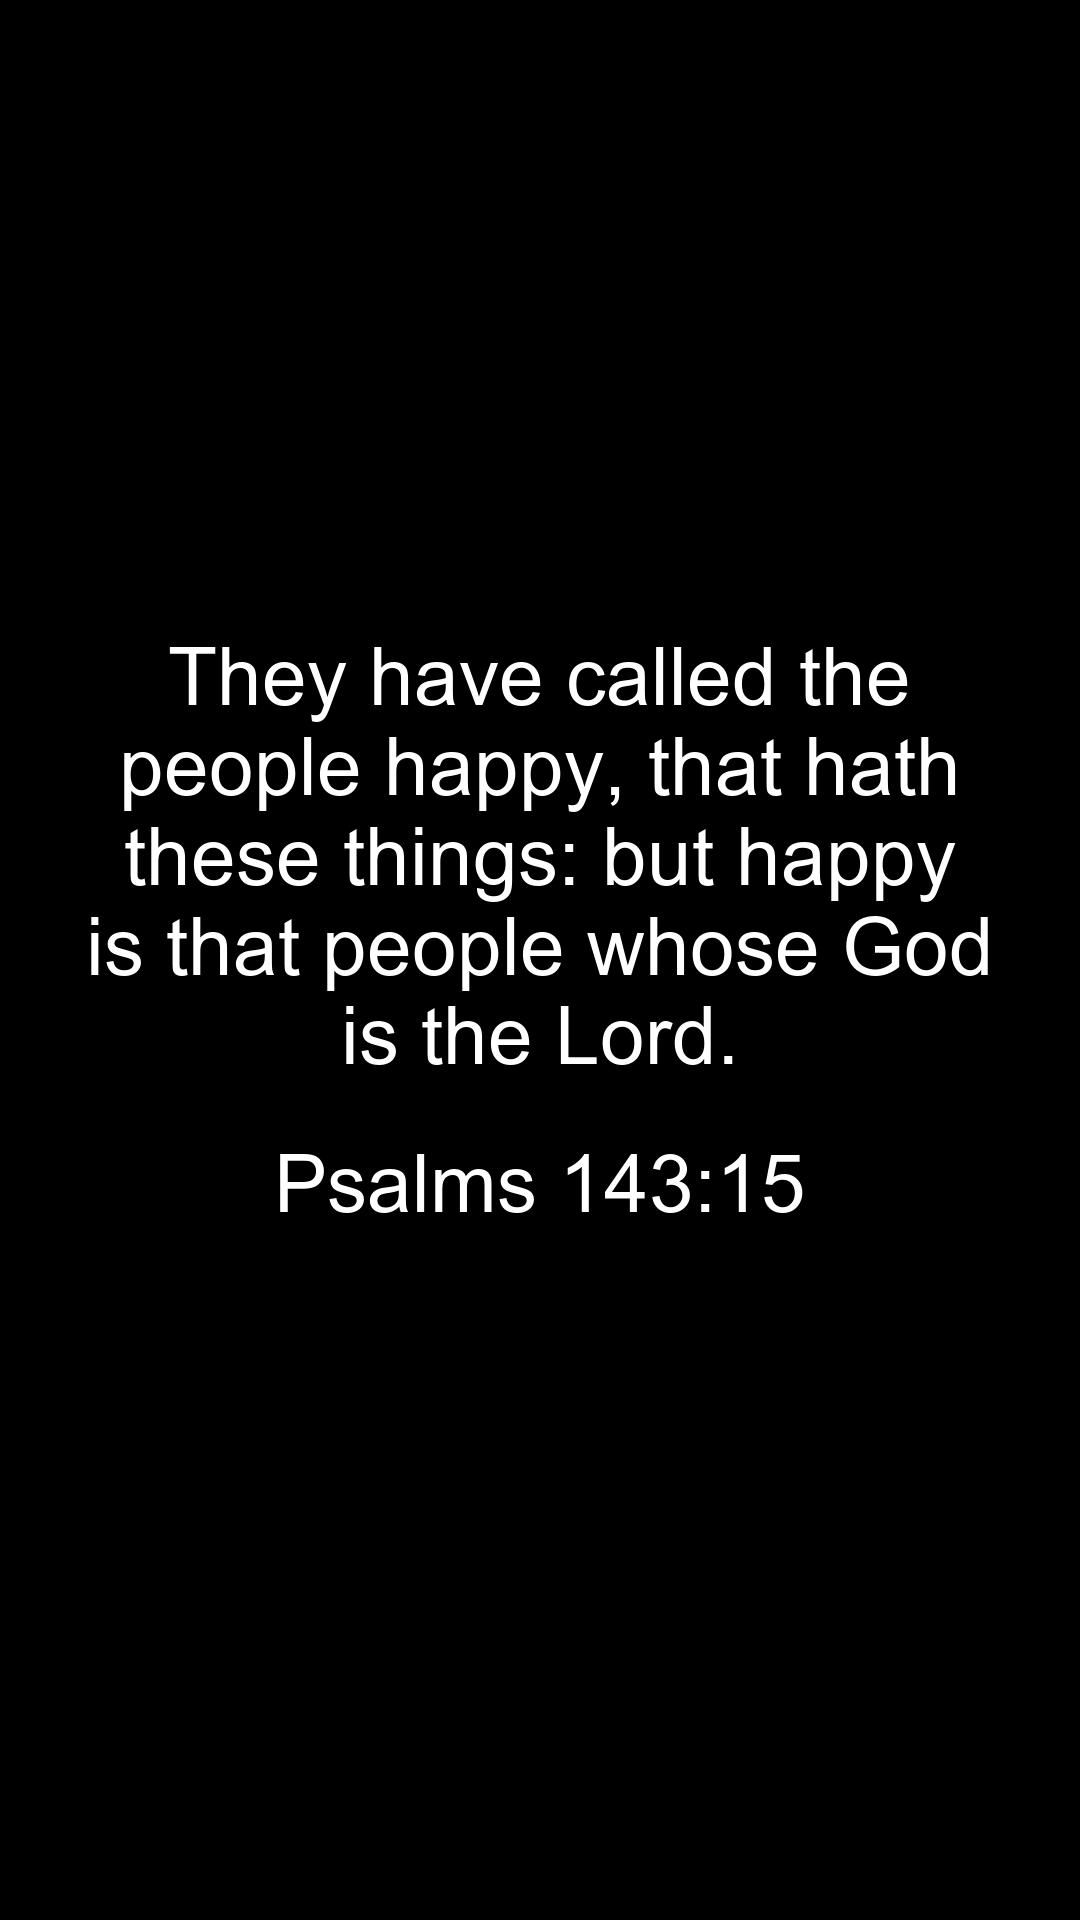 They have called the
people happy, that hath
these things: but happy
is that people whose God
is the Lord.
Psalms 143:15